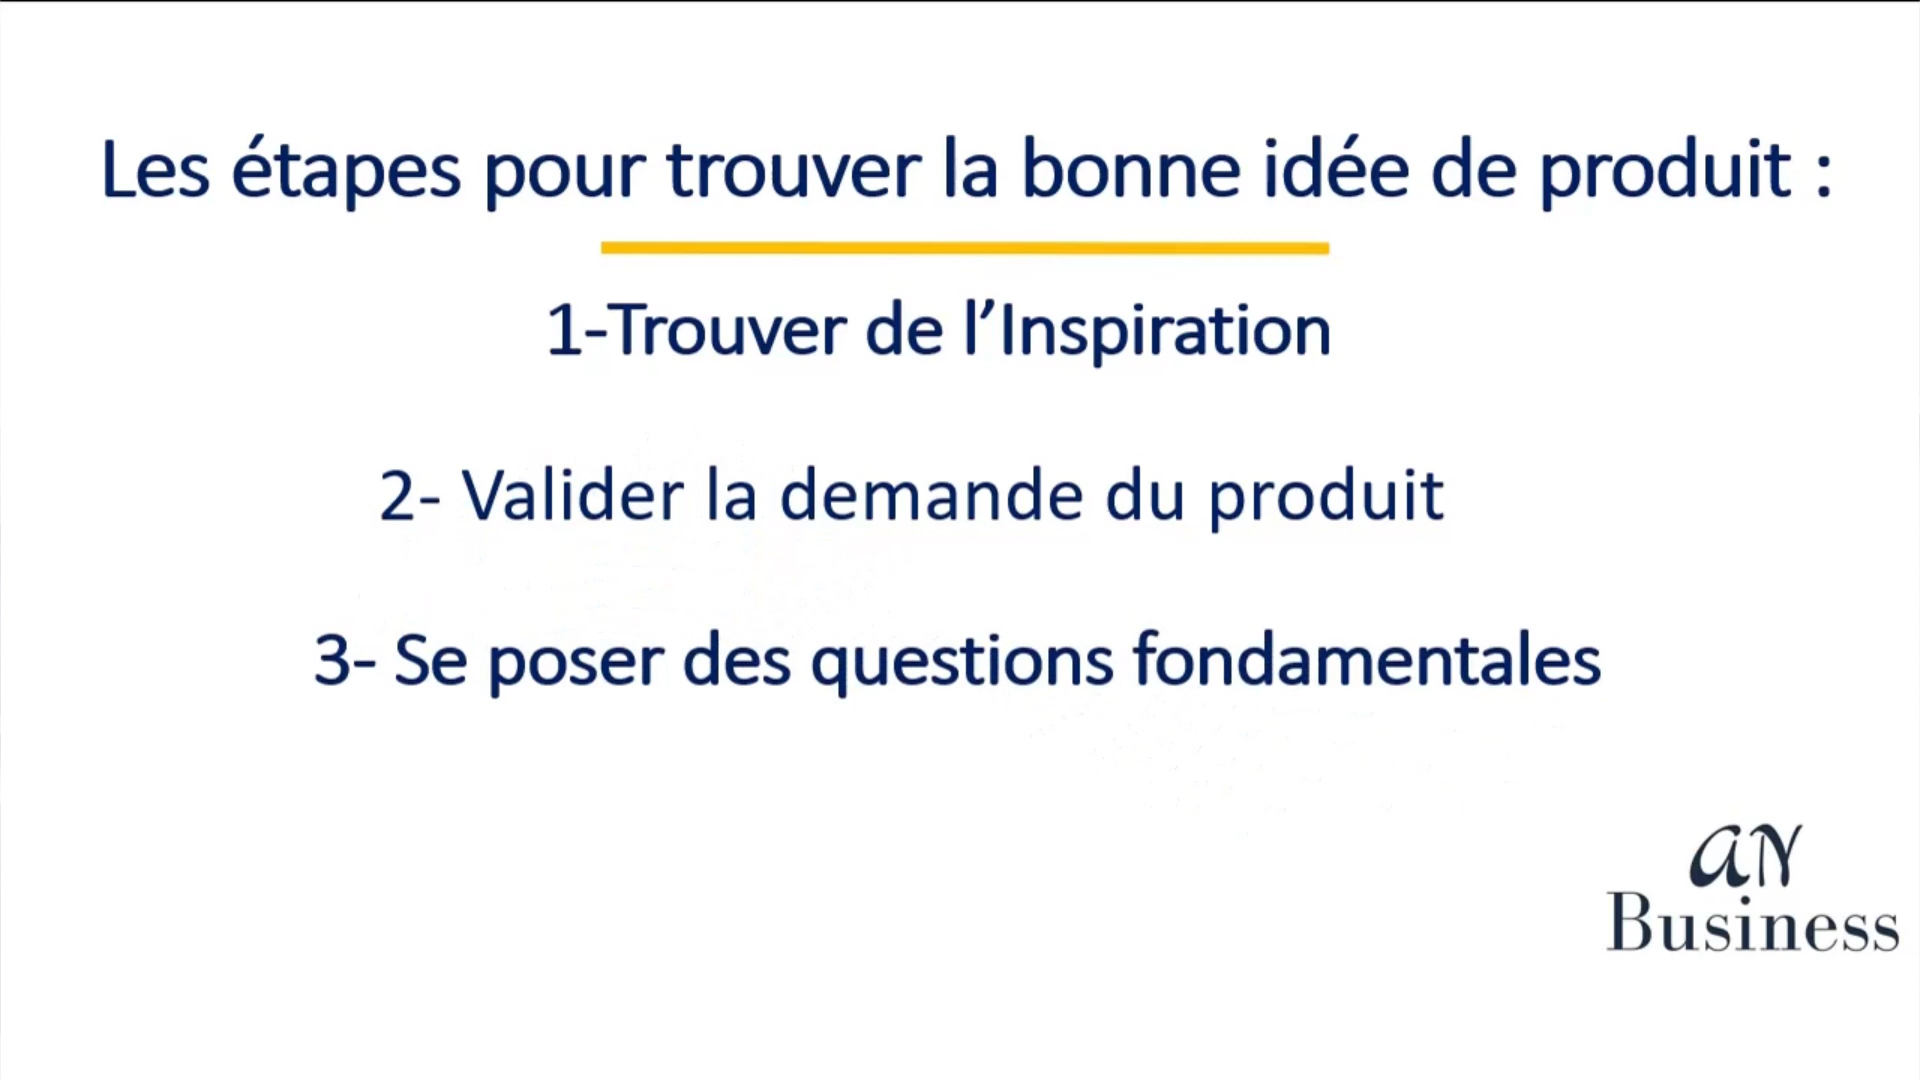 Les étapes pour trouver la bonne idée de produit :
1-Trouver de l’Inspiration
2- Valider la demande du produit
3- Se poser des questions fondamentales
AN
Business